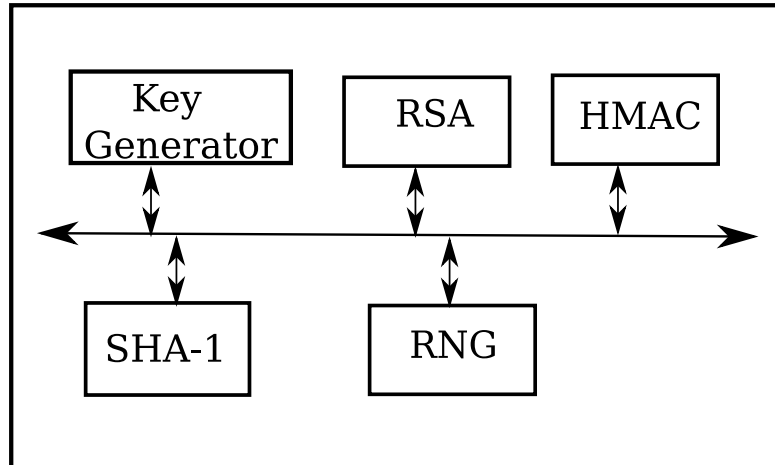 Key
Generator
RSA
HMAC
SHA-1
RNG